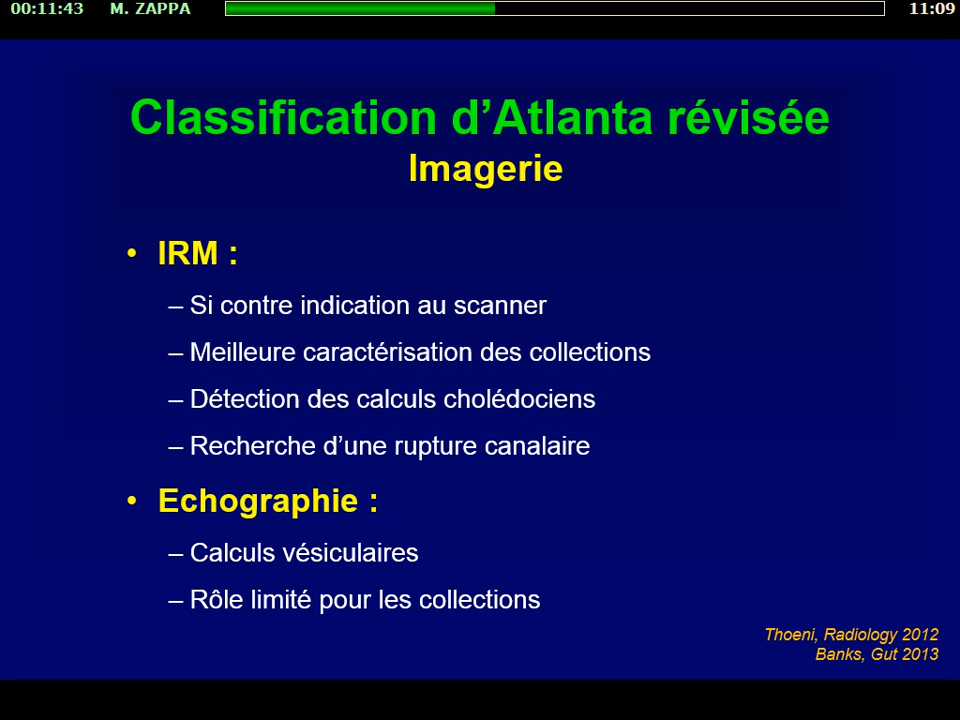 00:11:43 M. ZAPPA 11:09
Classification d'Atlanta révisée
Imagerie
• IRM :
– Si contre indication au scanner
– Meilleure caractérisation des collections
– Détection des calculs cholédociens
– Recherche d'une rupture canalaire
• Echographie :
– Calculs vésiculaires
– Rôle limité pour les collections
Thoeni, Radiology 2012
Banks, Gut 2013